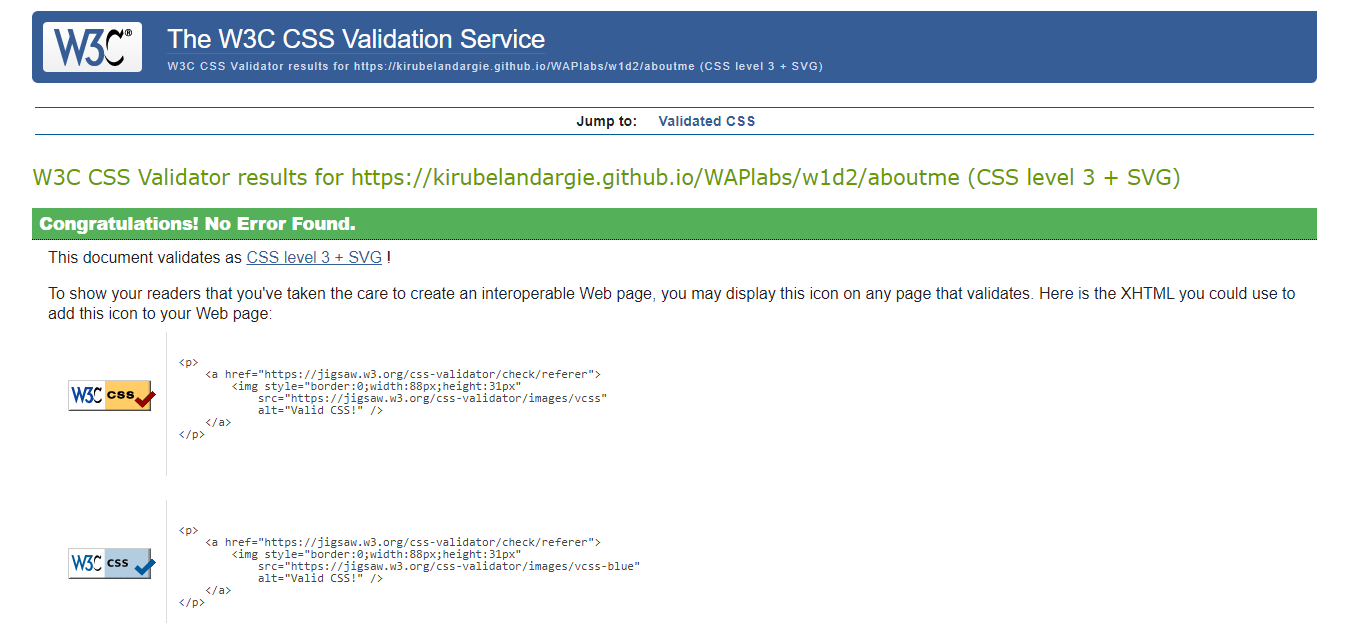 W3C®
The W3C CSS Validation Service
W3C CSS Validator results for https://kirubelandargie.github.io/WAPlabs/w1d2/aboutme (CSS level 3 + SVG)
Jump to: Validated CSS
W3C CSS Validator results for https://kirubelandargie.github.io/WAPlabs/w1d2/aboutme (CSS level 3 + SVG)
Congratulations! No Error Found.
This document validates as CSS level 3 + SVG !
To show your readers that you've taken the care to create an interoperable Web page, you may display this icon on any page that validates. Here is the XHTML you could use to
add this icon to your Web page:
W3C css
<p>
    <a href="https://jigsaw.w3.org/css-validator/check/referer">
        <img style="border:0;width:88px;height:31px"
            src="https://jigsaw.w3.org/css-validator/images/vcss"
            alt="Valid CSS!" />
    </a>
</p>
W3C css
<p>
    <a href="https://jigsaw.w3.org/css-validator/check/referer">
        <img style="border:0;width:88px;height:31px"
            src="https://jigsaw.w3.org/css-validator/images/vcss-blue"
            alt="Valid CSS!" />
    </a>
</p>